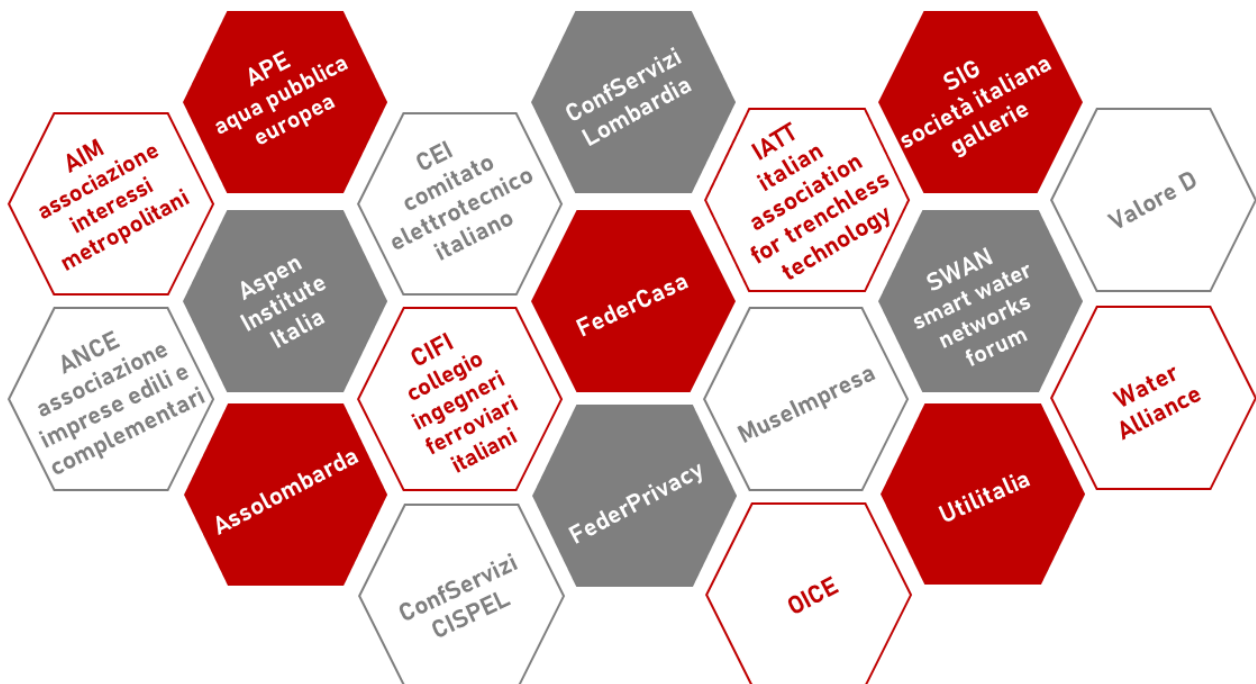 AIM
associazione
interessi
metropolitani
ANCE
associazione
imprese edili e
complementari
APE
aqua pubblica
europea
Aspen
Institute
Italia
Assolombarda
CEI
comitato
elettrotecnico
italiano
CIFI
collegio
ingegneri
ferroviari
italiani
ConfServizi
CISPEL
ConfServizi
Lombardia
FederCasa
FederPrivacy
IATT
italian
association
for trenchless
technology
MuseImpresa
OICE
SIG
società italiana
gallerie
SWAN
smart water
networks
forum
Utilitalia
Valore D
Water
Alliance